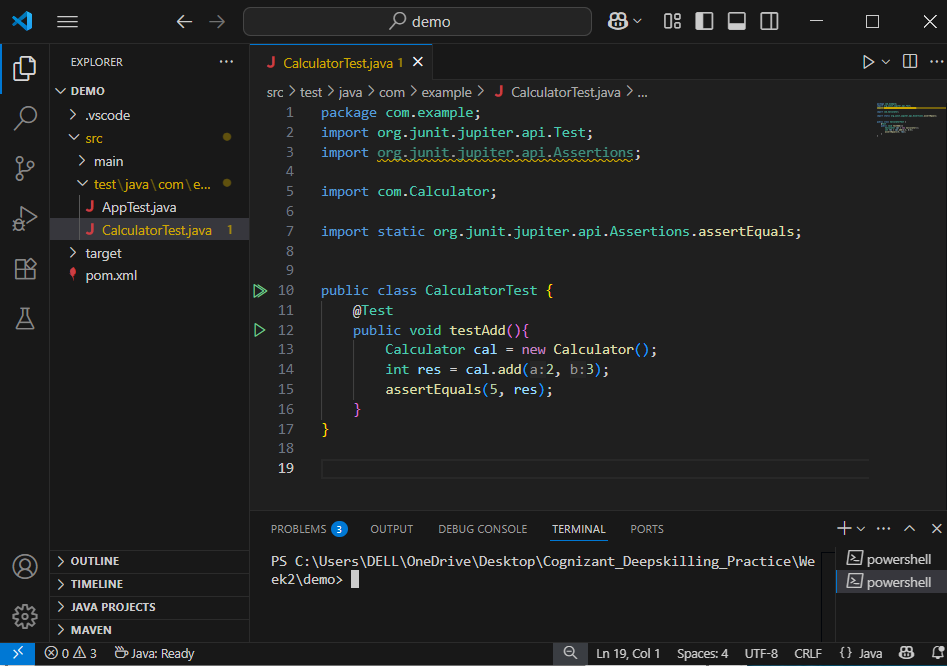 demo
EXPLORER
DEMO
.vscode
src
main
test\java\com\e...
AppTest.java
CalculatorTest.java 1
target
pom.xml
OUTLINE
TIMELINE
JAVA PROJECTS
MAVEN
CalculatorTest.java 1
src > test > java > com > example > CalculatorTest.java > ...
1 package com.example;
2 import org.junit.jupiter.api.Test;
3 import org.junit.jupiter.api.Assertions;
4
5 import com.Calculator;
6
7 import static org.junit.jupiter.api.Assertions.assertEquals;
8
9
10 public class CalculatorTest {
11 @Test
12 public void testAdd(){
13 Calculator cal = new Calculator();
14 int res = cal.add(a:2, b:3);
15 assertEquals(5, res);
16 }
17 }
18
19
PROBLEMS 3 OUTPUT DEBUG CONSOLE TERMINAL PORTS
PS C:\Users\DELL\OneDrive\Desktop\Cognizant_Deepskilling_Practice\We
ek2\demo>
powershell
powershell
0 3 Java: Ready Ln 19, Col 1 Spaces: 4 UTF-8 CRLF {} Java